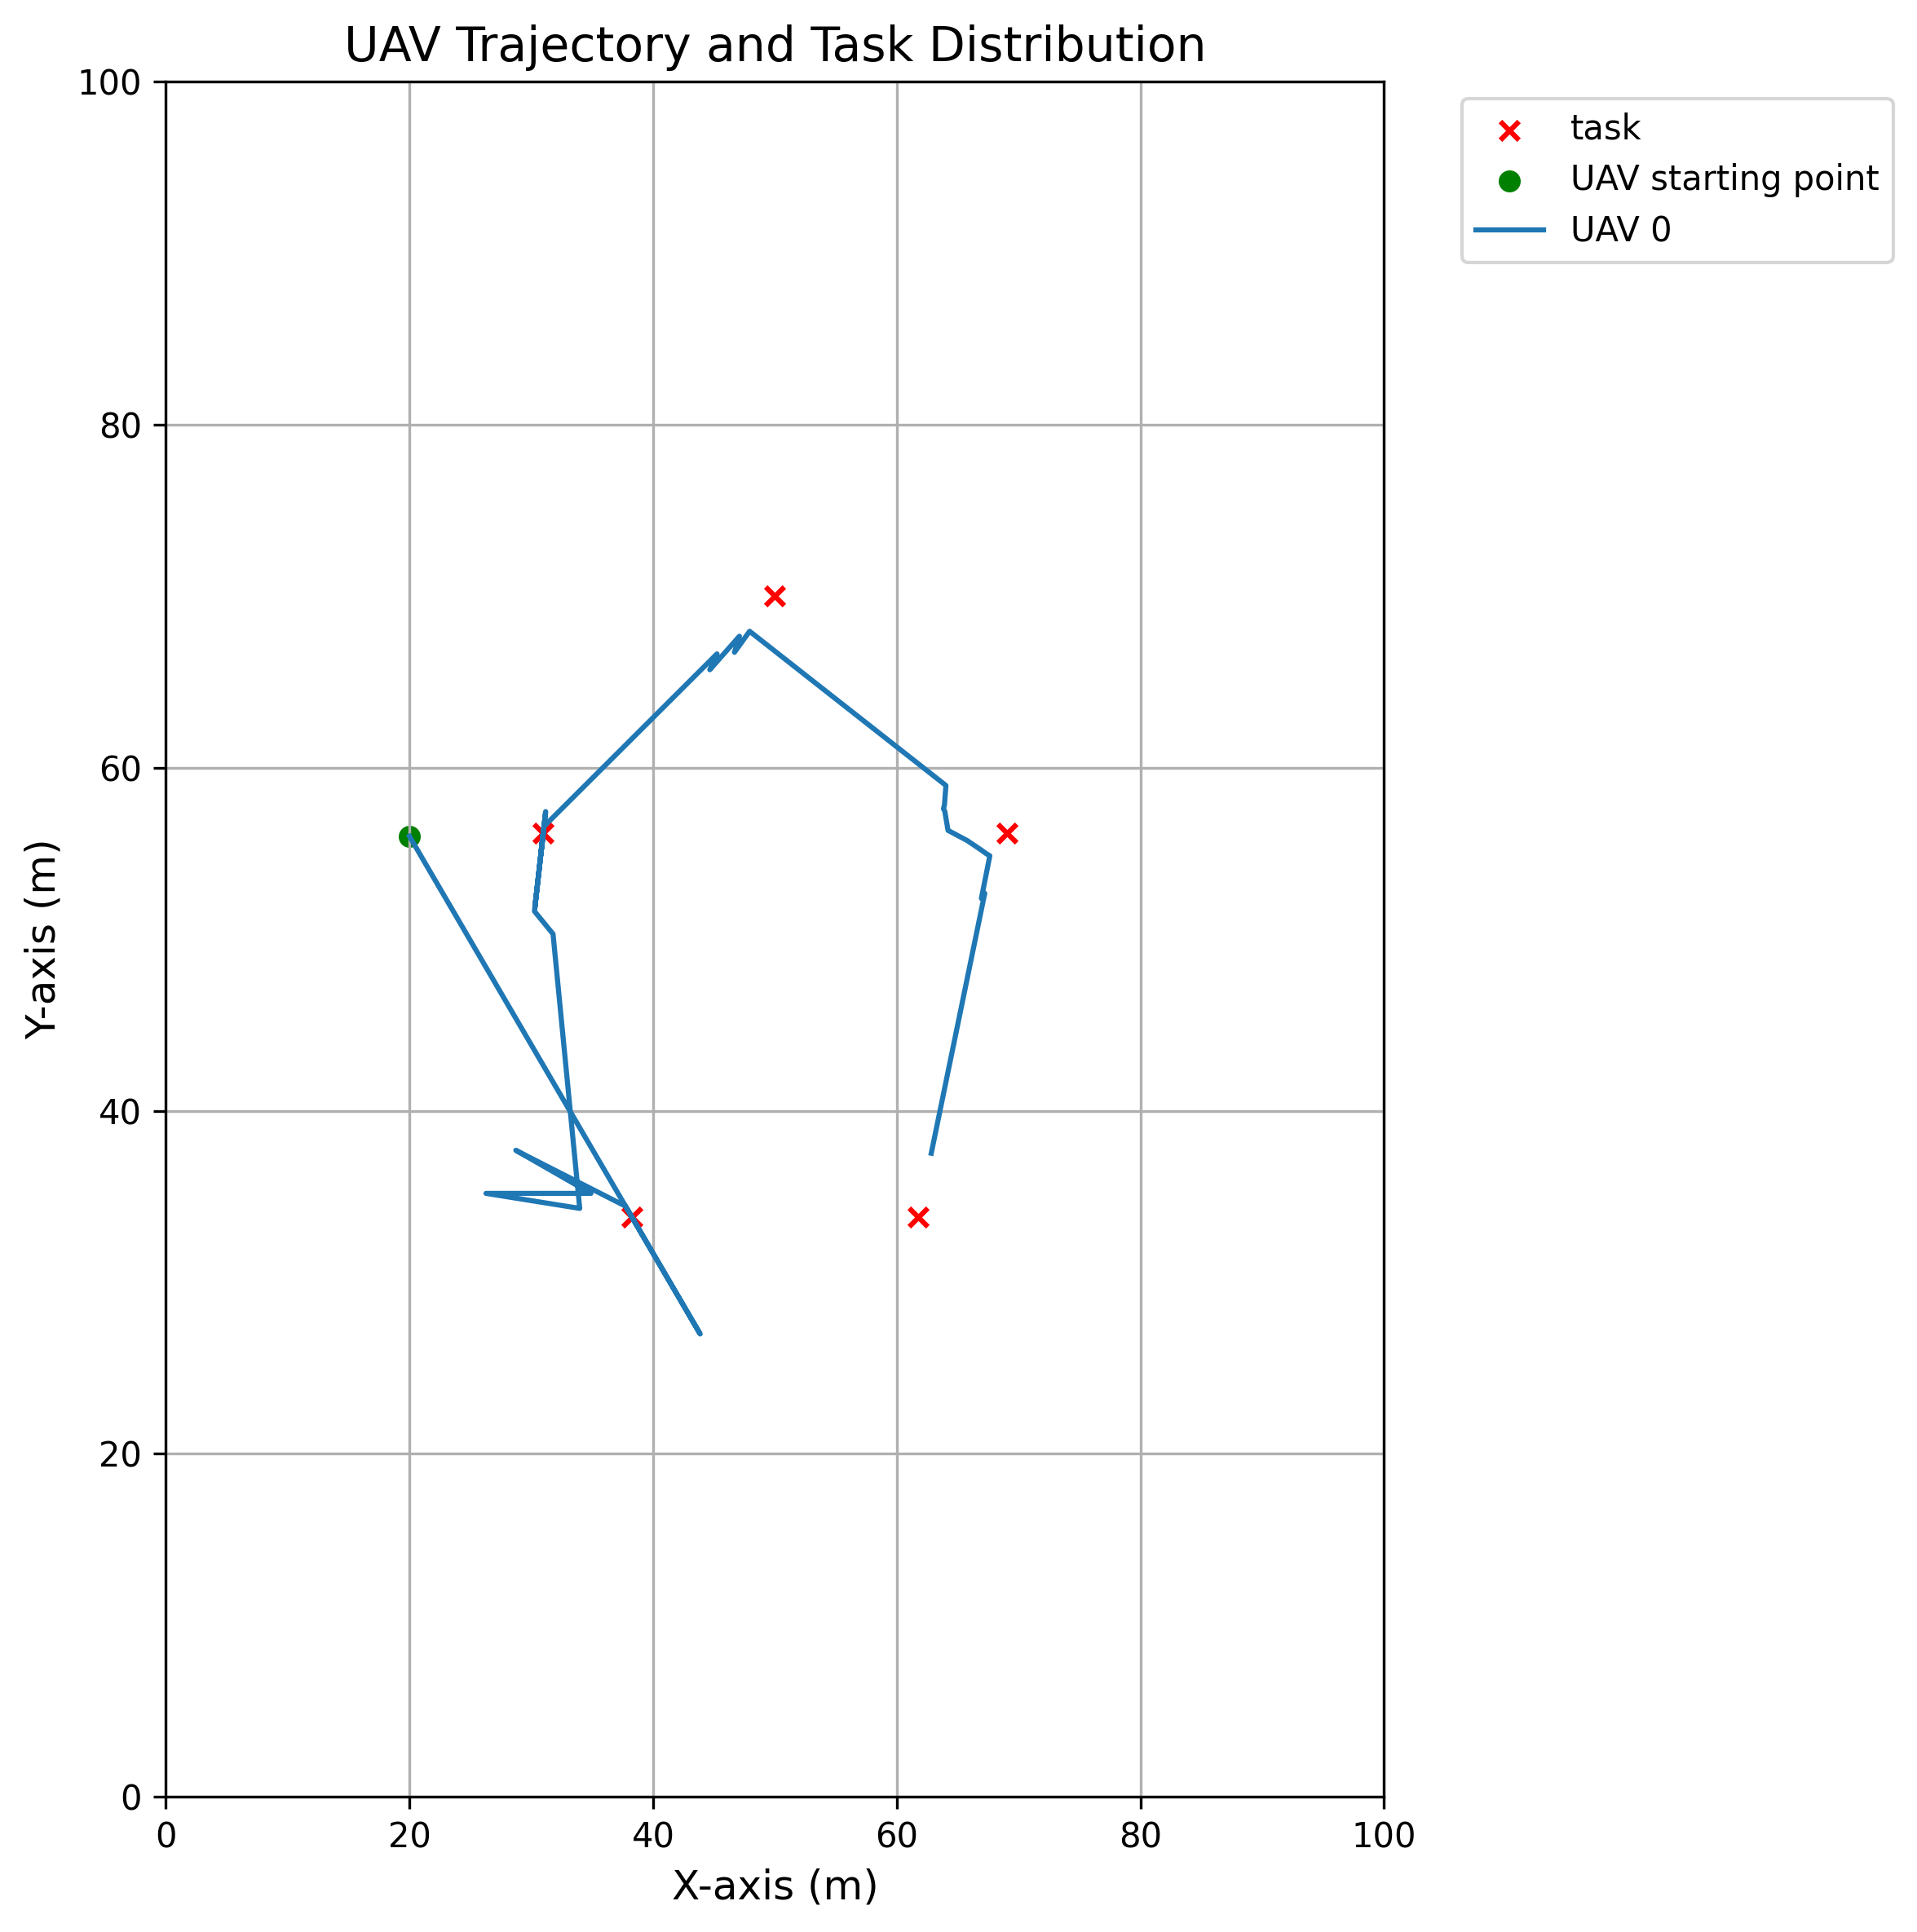 UAV Trajectory and Task Distribution
task
UAV starting point
UAV 0
100
80
60
40
20
0
Y-axis (m)
0 20 40 60 80 100
X-axis (m)